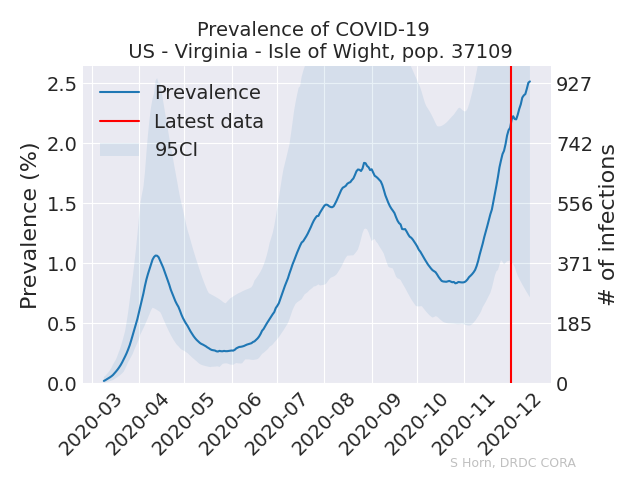 Prevalence of COVID-19
US - Virginia - Isle of Wight, pop. 37109
Prevalence (%)
2.5
2.0
1.5
1.0
0.5
0.0
Prevalence
Latest data
95CI
927
742
556
371
185
0
# of infections
2020-03
2020-04
2020-05
2020-06
2020-07
2020-08
2020-09
2020-10
2020-11
2020-12
S Horn, DRDC CORA